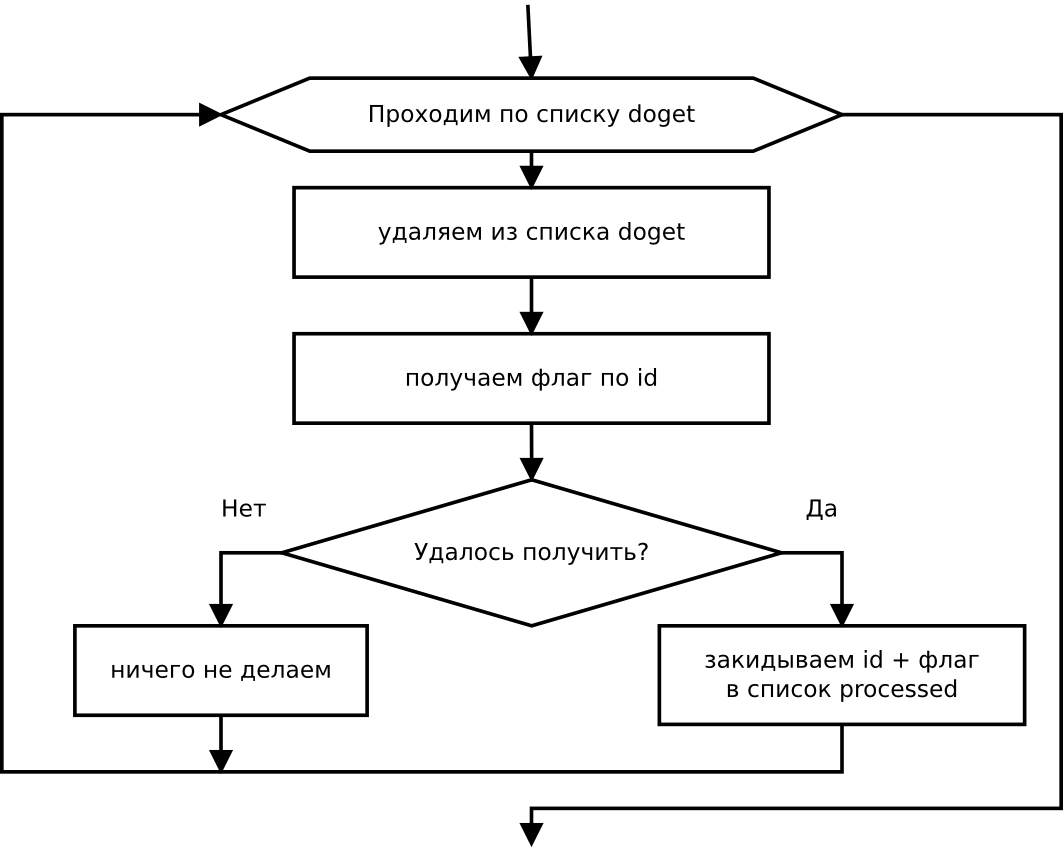 Проходим по списку doget
удаляем из списка doget
получаем флаг по id
Нет
Да
Удалось получить?
ничего не делаем
закидываем id + флаг
в список processed